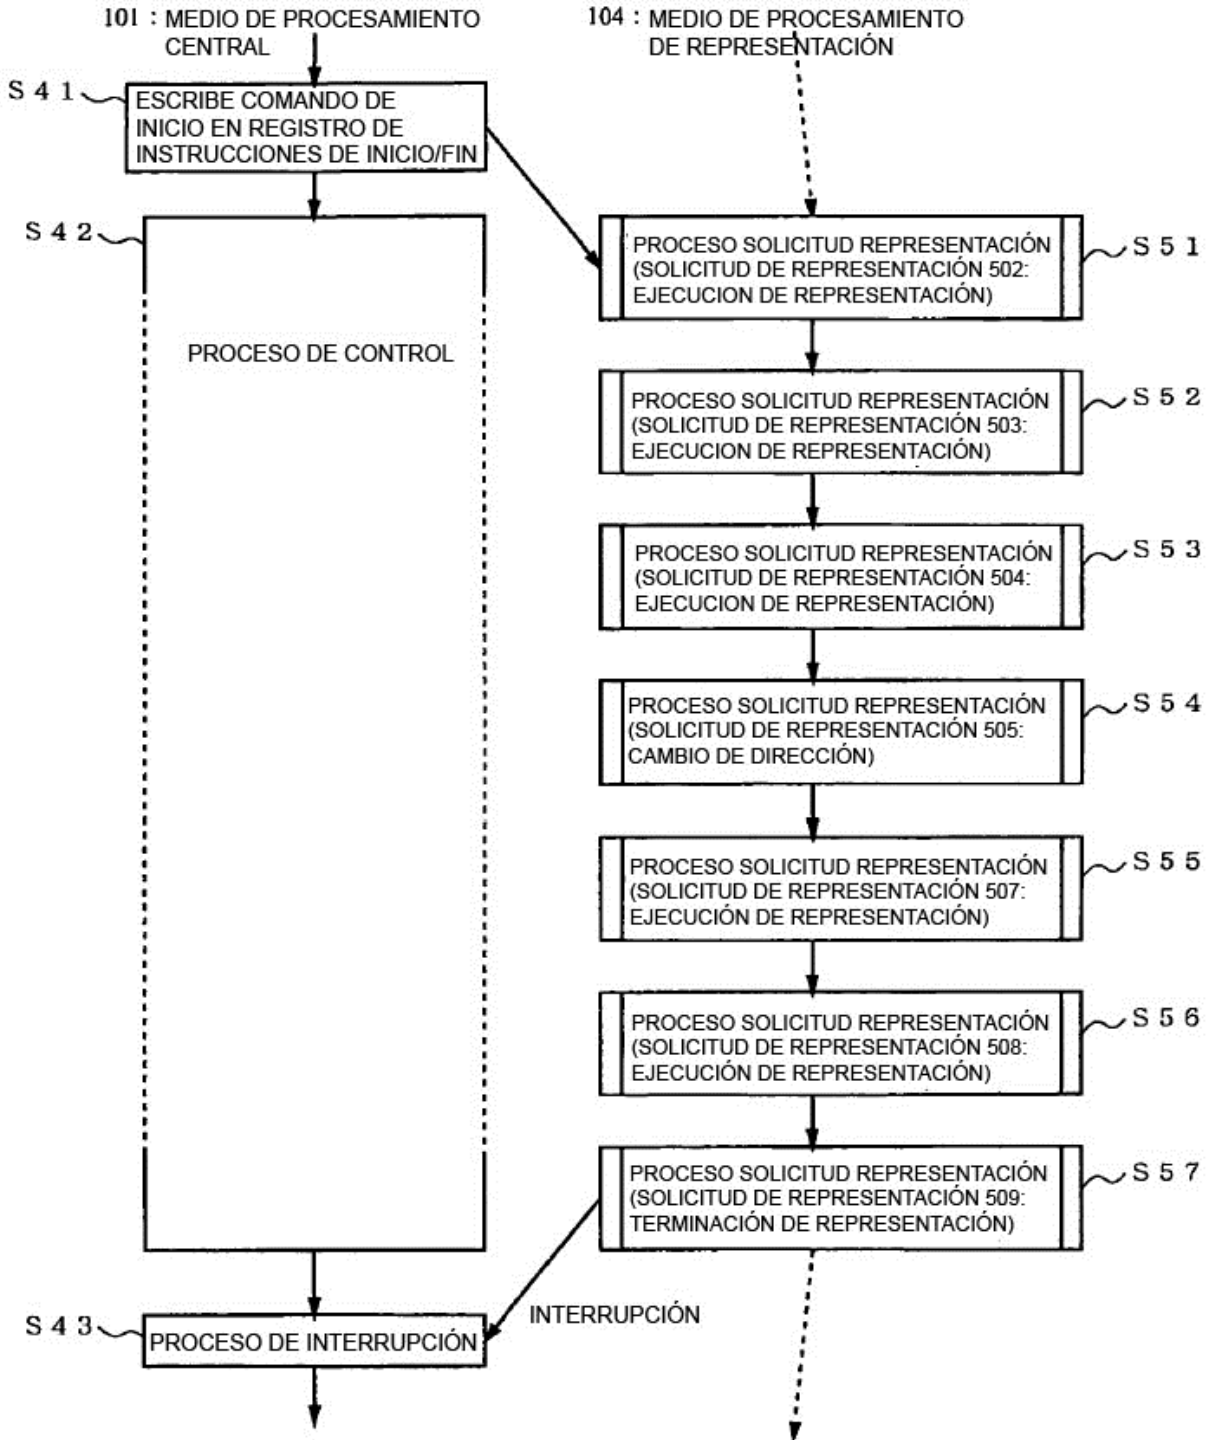 101 : MEDIO DE PROCESAMIENTO
CENTRAL
104 : MEDIO DE PROCESAMIENTO
DE REPRESENTACIÓN
S 4 1
ESCRIBE COMANDO DE
INICIO EN REGISTRO DE
INSTRUCCIONES DE INICIO/FIN
S 4 2
PROCESO DE CONTROL
PROCESO SOLICITUD REPRESENTACIÓN
(SOLICITUD DE REPRESENTACIÓN 502:
EJECUCION DE REPRESENTACIÓN)
S 5 1
PROCESO SOLICITUD REPRESENTACIÓN
(SOLICITUD DE REPRESENTACIÓN 503:
EJECUCION DE REPRESENTACIÓN)
S 5 2
PROCESO SOLICITUD REPRESENTACIÓN
(SOLICITUD DE REPRESENTACIÓN 504:
EJECUCION DE REPRESENTACIÓN)
S 5 3
PROCESO SOLICITUD REPRESENTACIÓN
(SOLICITUD DE REPRESENTACIÓN 505:
CAMBIO DE DIRECCIÓN)
S 5 4
PROCESO SOLICITUD REPRESENTACIÓN
(SOLICITUD DE REPRESENTACIÓN 507:
EJECUCIÓN DE REPRESENTACIÓN)
S 5 5
PROCESO SOLICITUD REPRESENTACIÓN
(SOLICITUD DE REPRESENTACIÓN 508:
EJECUCIÓN DE REPRESENTACIÓN)
S 5 6
PROCESO SOLICITUD REPRESENTACIÓN
(SOLICITUD DE REPRESENTACIÓN 509:
TERMINACIÓN DE REPRESENTACIÓN)
S 5 7
INTERRUPCIÓN
S 4 3
PROCESO DE INTERRUPCIÓN